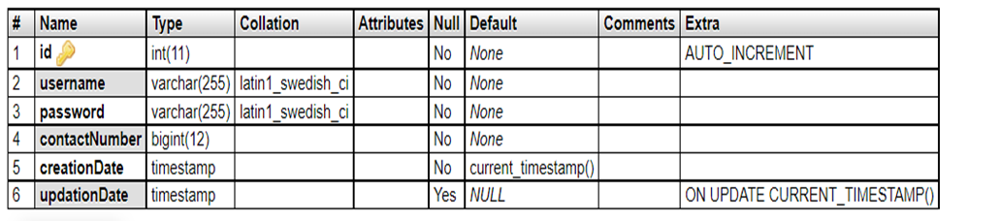 # Name Type Collation Attributes Null Default Comments Extra
1 id int(11) No None AUTO_INCREMENT
2 username varchar(255) latin1_swedish_ci No None
3 password varchar(255) latin1_swedish_ci No None
4 contactNumber bigint(12) No None
5 creationDate timestamp No current_timestamp()
6 updationDate timestamp Yes NULL ON UPDATE CURRENT_TIMESTAMP()